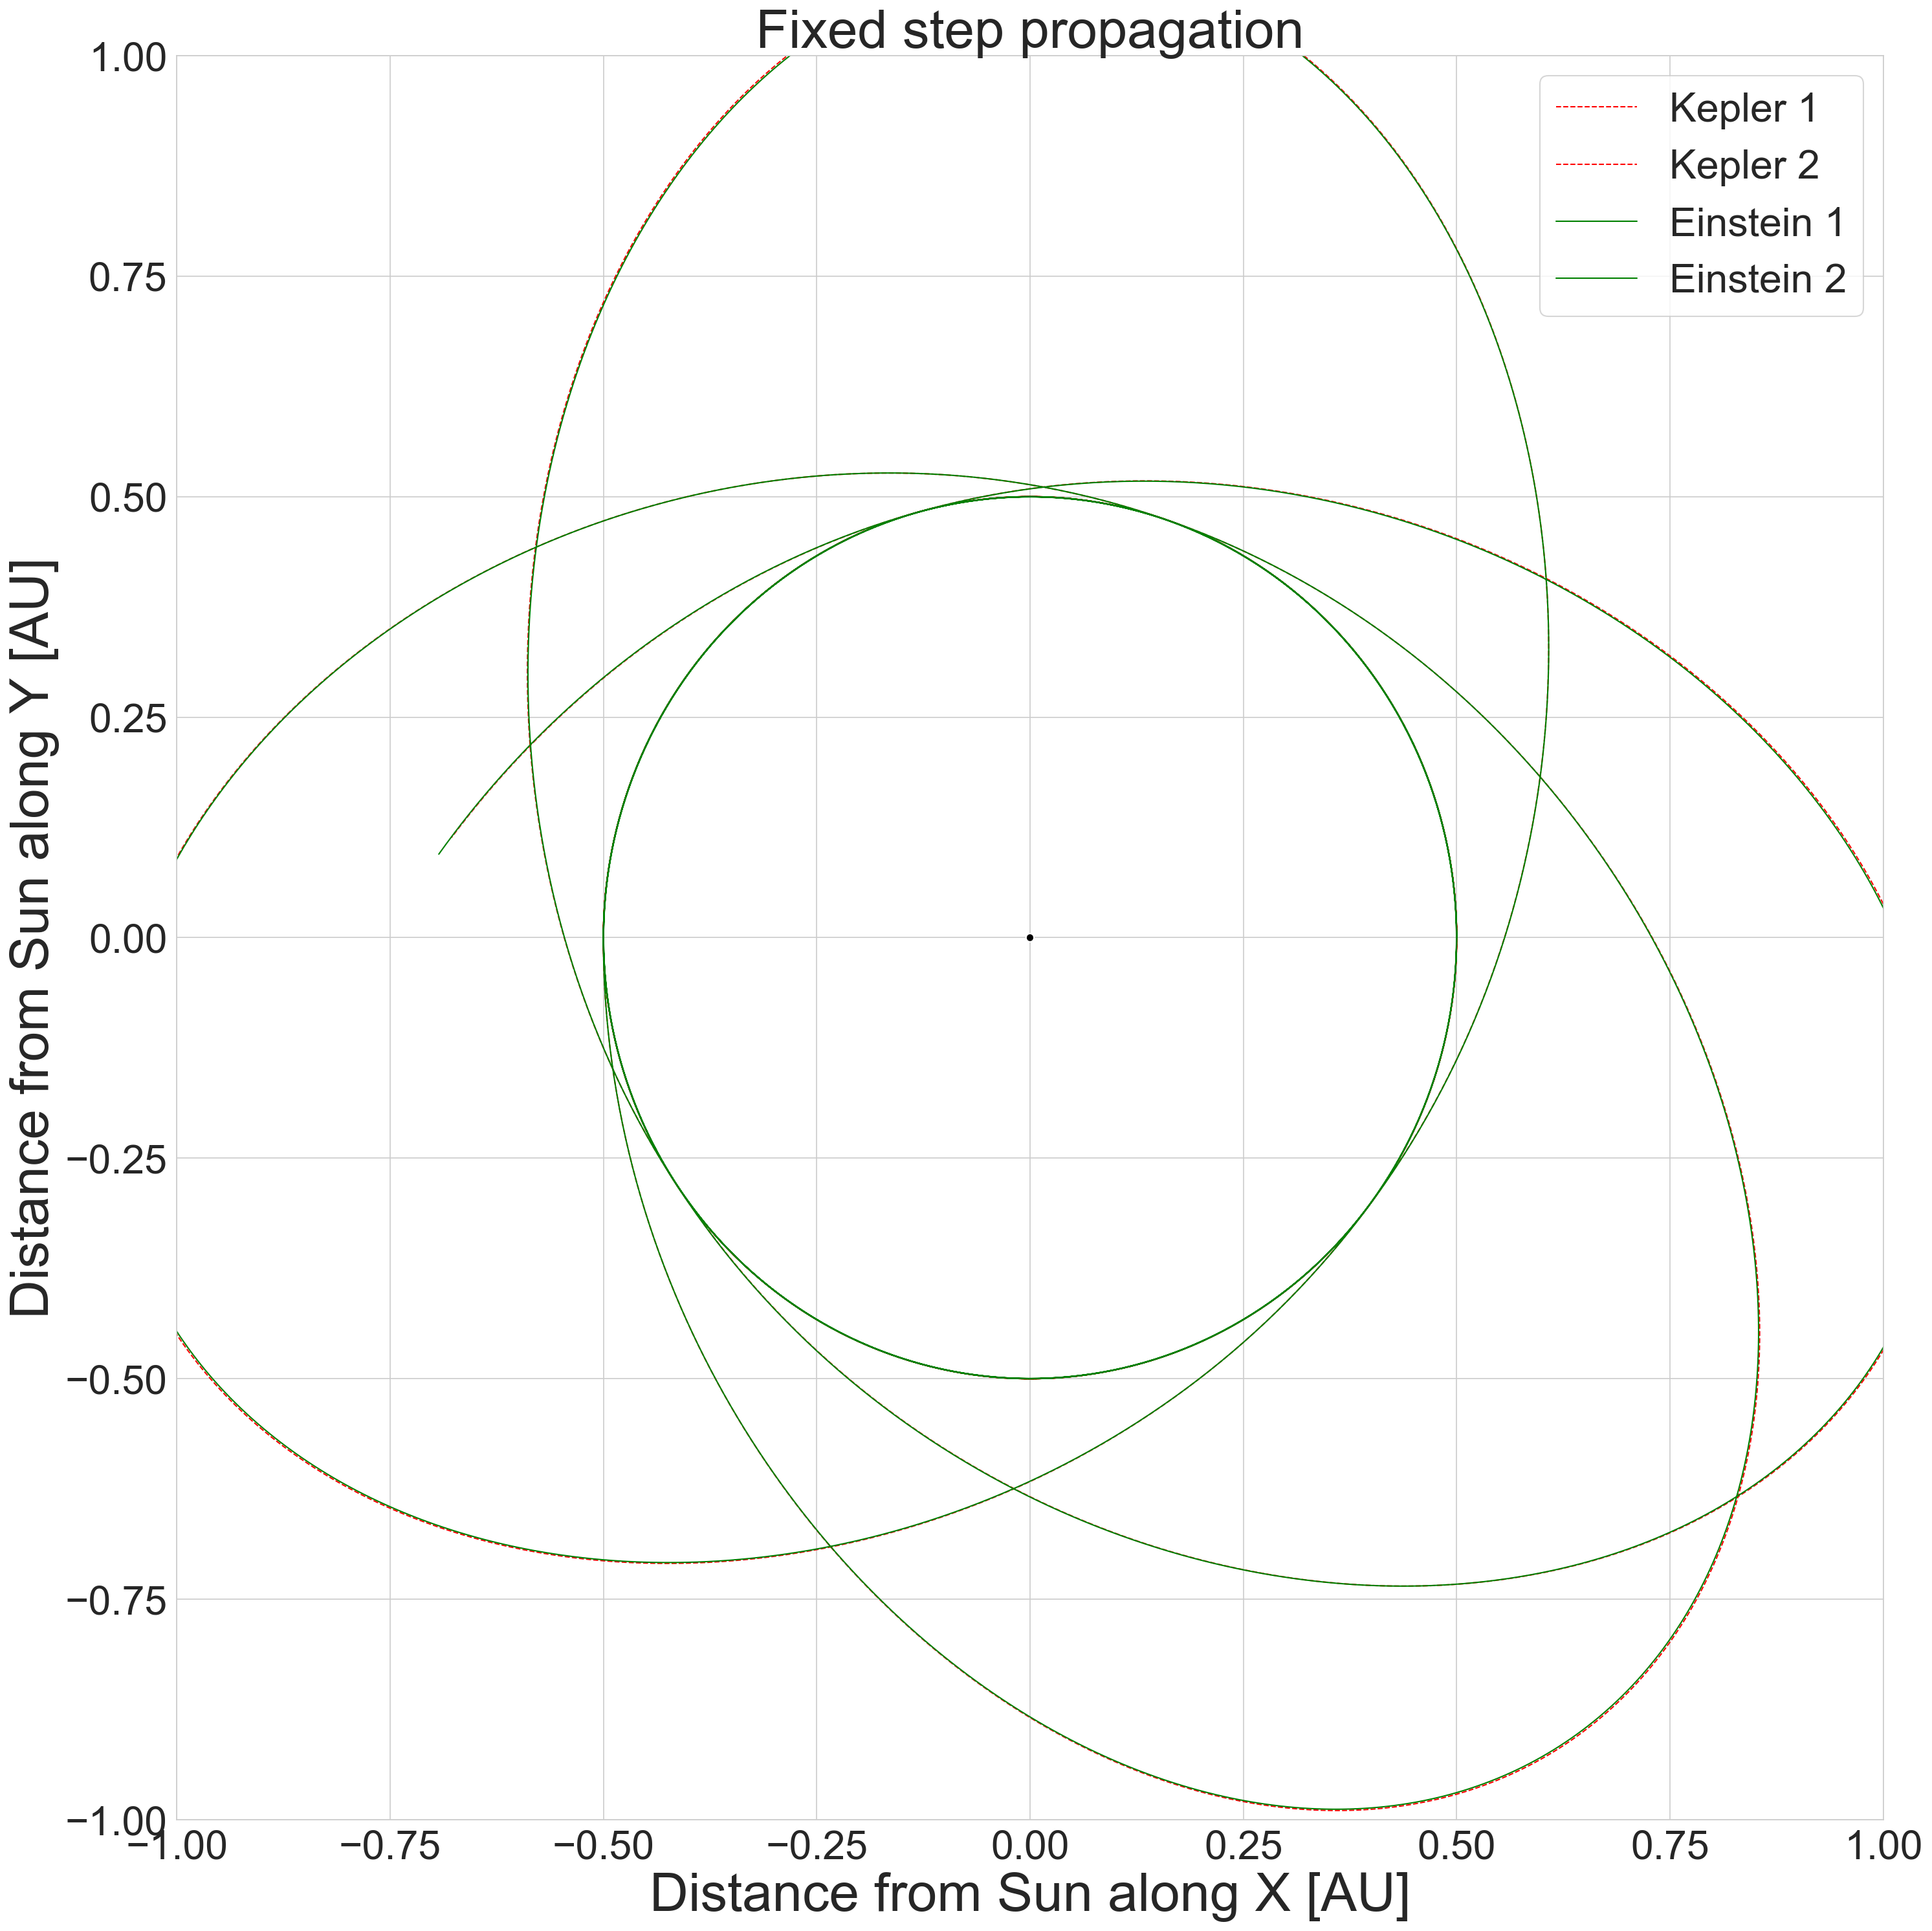 Fixed step propagation
Kepler 1
Kepler 2
Einstein 1
Einstein 2
Distance from Sun along Y [AU]
1.00
0.75
0.50
0.25
0.00
−0.25
−0.50
−0.75
−1.00
−1.00 −0.75 −0.50 −0.25 0.00 0.25 0.50 0.75 1.00
Distance from Sun along X [AU]